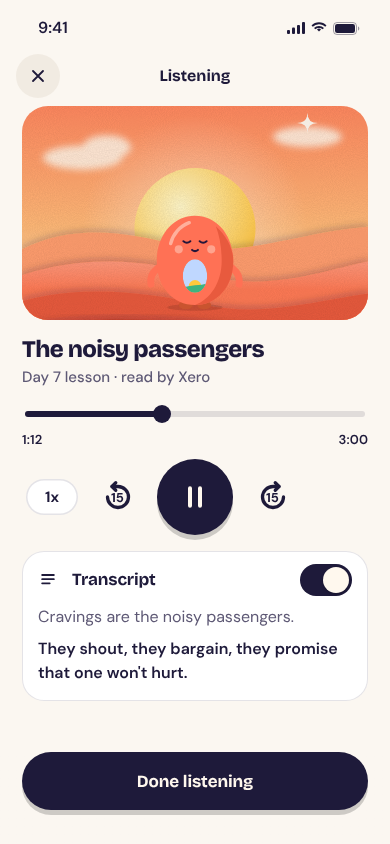 9:41
Listening
The noisy passengers
Day 7 lesson · read by Xero
1:12
3:00
1x
15
15
Transcript
Cravings are the noisy passengers.
They shout, they bargain, they promise
that one won't hurt.
Done listening